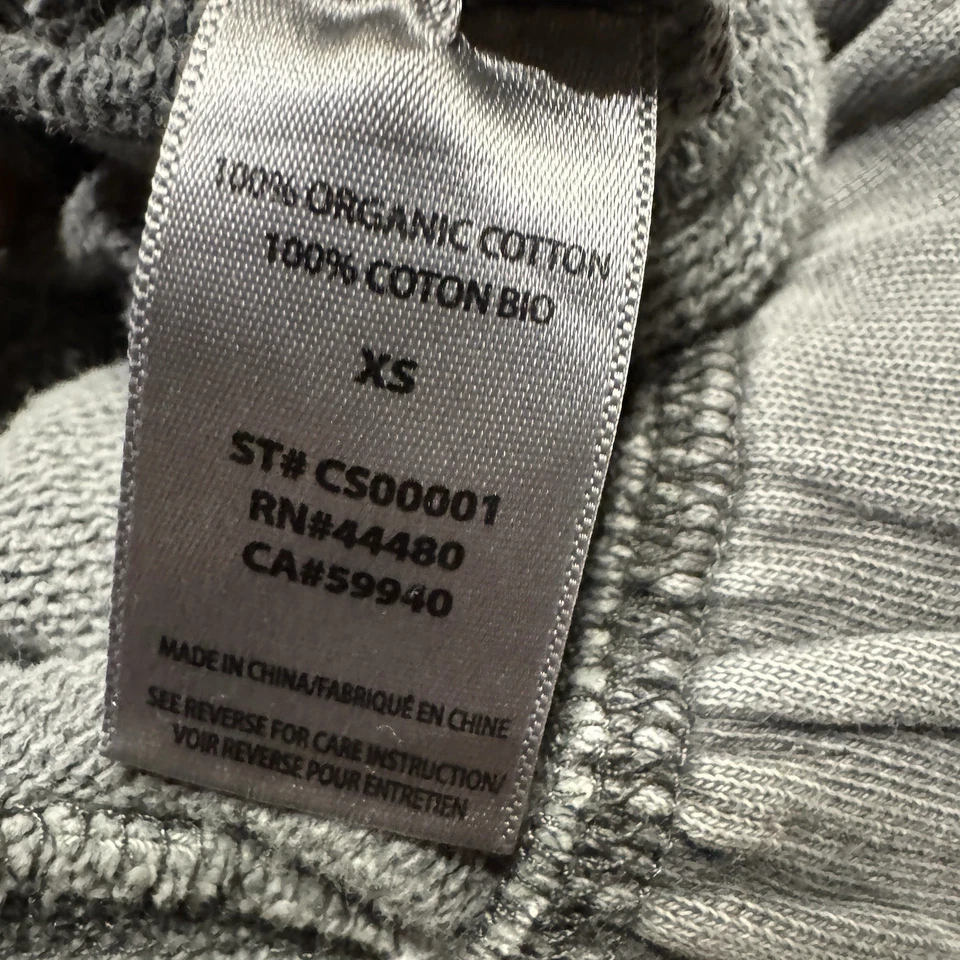 100% ORGANIC COTTON
100% COTON BIO
XS
ST# CS00001
RN#44480
CA#59940
MADE IN CHINA/FABRIQUÉ EN CHINE
SEE REVERSE FOR CARE INSTRUCTION/
VOIR REVERSE POUR ENTRETIEN